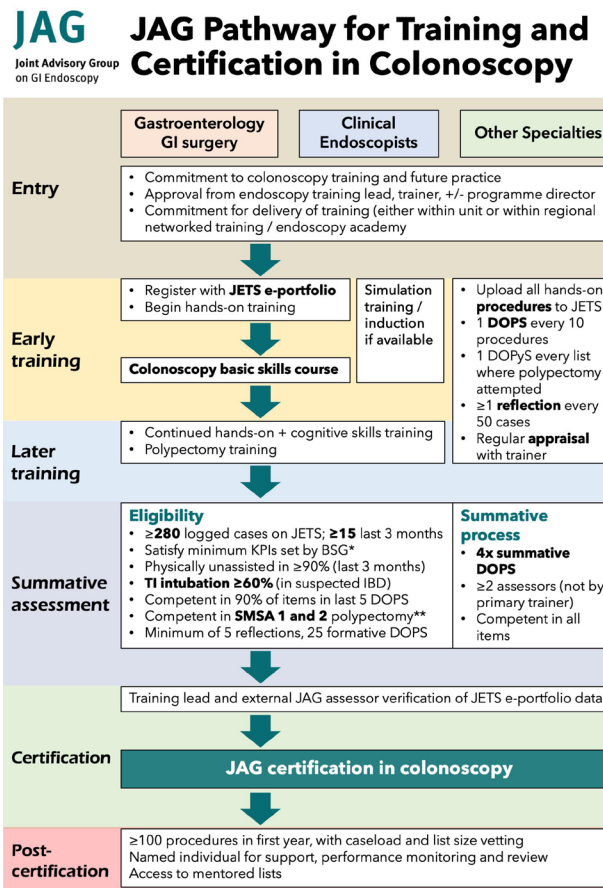 JAG
Joint Advisory Group
on GI Endoscopy
JAG Pathway for Training and
Certification in Colonoscopy
Gastroenterology
GI surgery
Clinical
Endoscopists
Other Specialties
Entry
• Commitment to colonoscopy training and future practice
• Approval from endoscopy training lead, trainer, +/- programme director
• Commitment for delivery of training (either within unit or within regional
networked training / endoscopy academy
Early
training
• Register with JETS e-portfolio
• Begin hands-on training
Colonoscopy basic skills course
Simulation
training /
induction
if available
• Upload all hands-on
procedures to JETS
• 1 DOPS every 10
procedures
• 1 DOPyS every list
where polypectomy
attempted
• ≥1 reflection every
50 cases
• Regular appraisal
with trainer
Later
training
• Continued hands-on + cognitive skills training
• Polypectomy training
Summative
assessment
Eligibility
• ≥280 logged cases on JETS; ≥15 last 3 months
• Satisfy minimum KPIs set by BSG*
• Physically unassisted in ≥90% (last 3 months)
• TI intubation ≥60% (in suspected IBD)
• Competent in 90% of items in last 5 DOPS
• Competent in SMSA 1 and 2 polypectomy**
• Minimum of 5 reflections, 25 formative DOPS
Summative
process
• 4x summative
DOPS
• ≥2 assessors (not by
primary trainer)
• Competent in all
items
Certification
Training lead and external JAG assessor verification of JETS e-portfolio data
JAG certification in colonoscopy
Post-
certification
≥100 procedures in first year, with caseload and list size vetting
Named individual for support, performance monitoring and review
Access to mentored lists